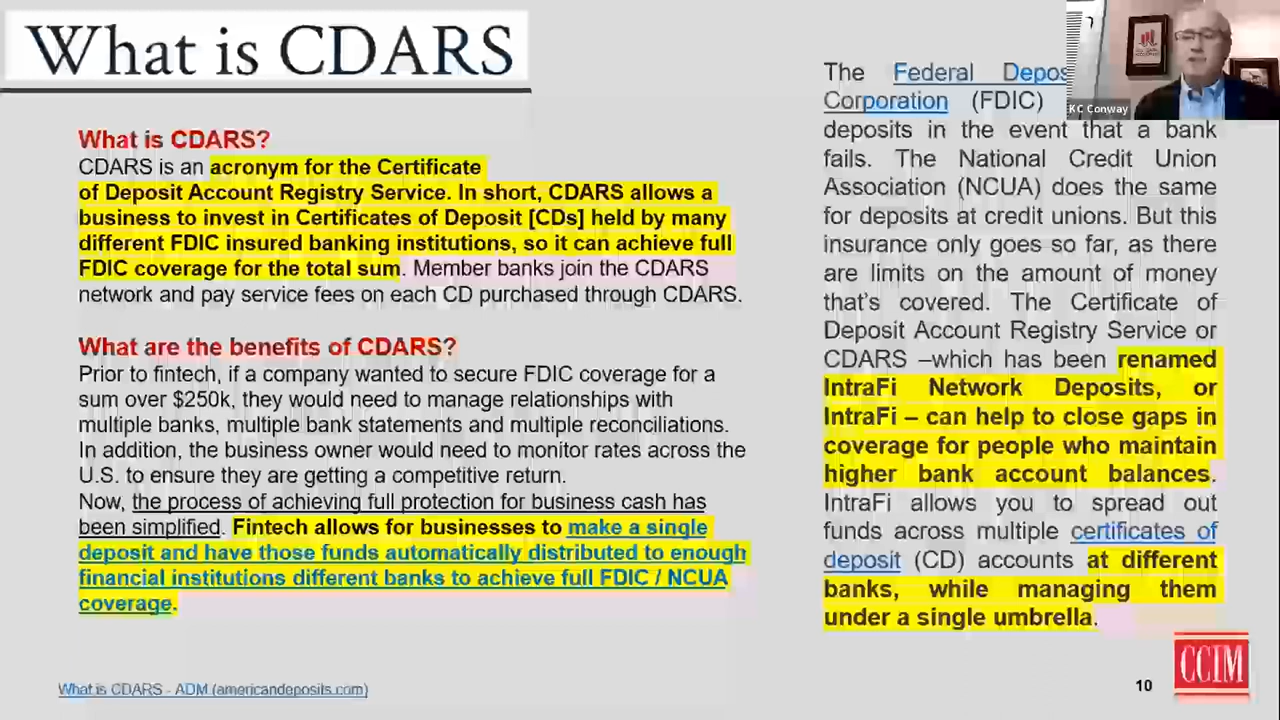 What is CDARS
What is CDARS?
CDARS is an acronym for the Certificate
of Deposit Account Registry Service. In short, CDARS allows a
business to invest in Certificates of Deposit [CDs] held by many
different FDIC insured banking institutions, so it can achieve full
FDIC coverage for the total sum. Member banks join the CDARS
network and pay service fees on each CD purchased through CDARS.
What are the benefits of CDARS?
Prior to fintech, if a company wanted to secure FDIC coverage for a
sum over $250k, they would need to manage relationships with
multiple banks, multiple bank statements and multiple reconciliations.
In addition, the business owner would need to monitor rates across the
U.S. to ensure they are getting a competitive return.
Now, the process of achieving full protection for business cash has
been simplified. Fintech allows for businesses to make a single
deposit and have those funds automatically distributed to enough
financial institutions different banks to achieve full FDIC / NCUA
coverage.
What is CDARS - ADM (americandeposits.com)
The Federal Depos
Corporation (FDIC)
deposits in the event that a bank
fails. The National Credit Union
Association (NCUA) does the same
for deposits at credit unions. But this
insurance only goes so far, as there
are limits on the amount of money
that's covered. The Certificate of
Deposit Account Registry Service or
CDARS –which has been renamed
IntraFi Network Deposits, or
IntraFi – can help to close gaps in
coverage for people who maintain
higher bank account balances.
IntraFi allows you to spread out
funds across multiple certificates of
deposit (CD) accounts at different
banks, while managing them
under a single umbrella.
KC Conway
10
CCIM